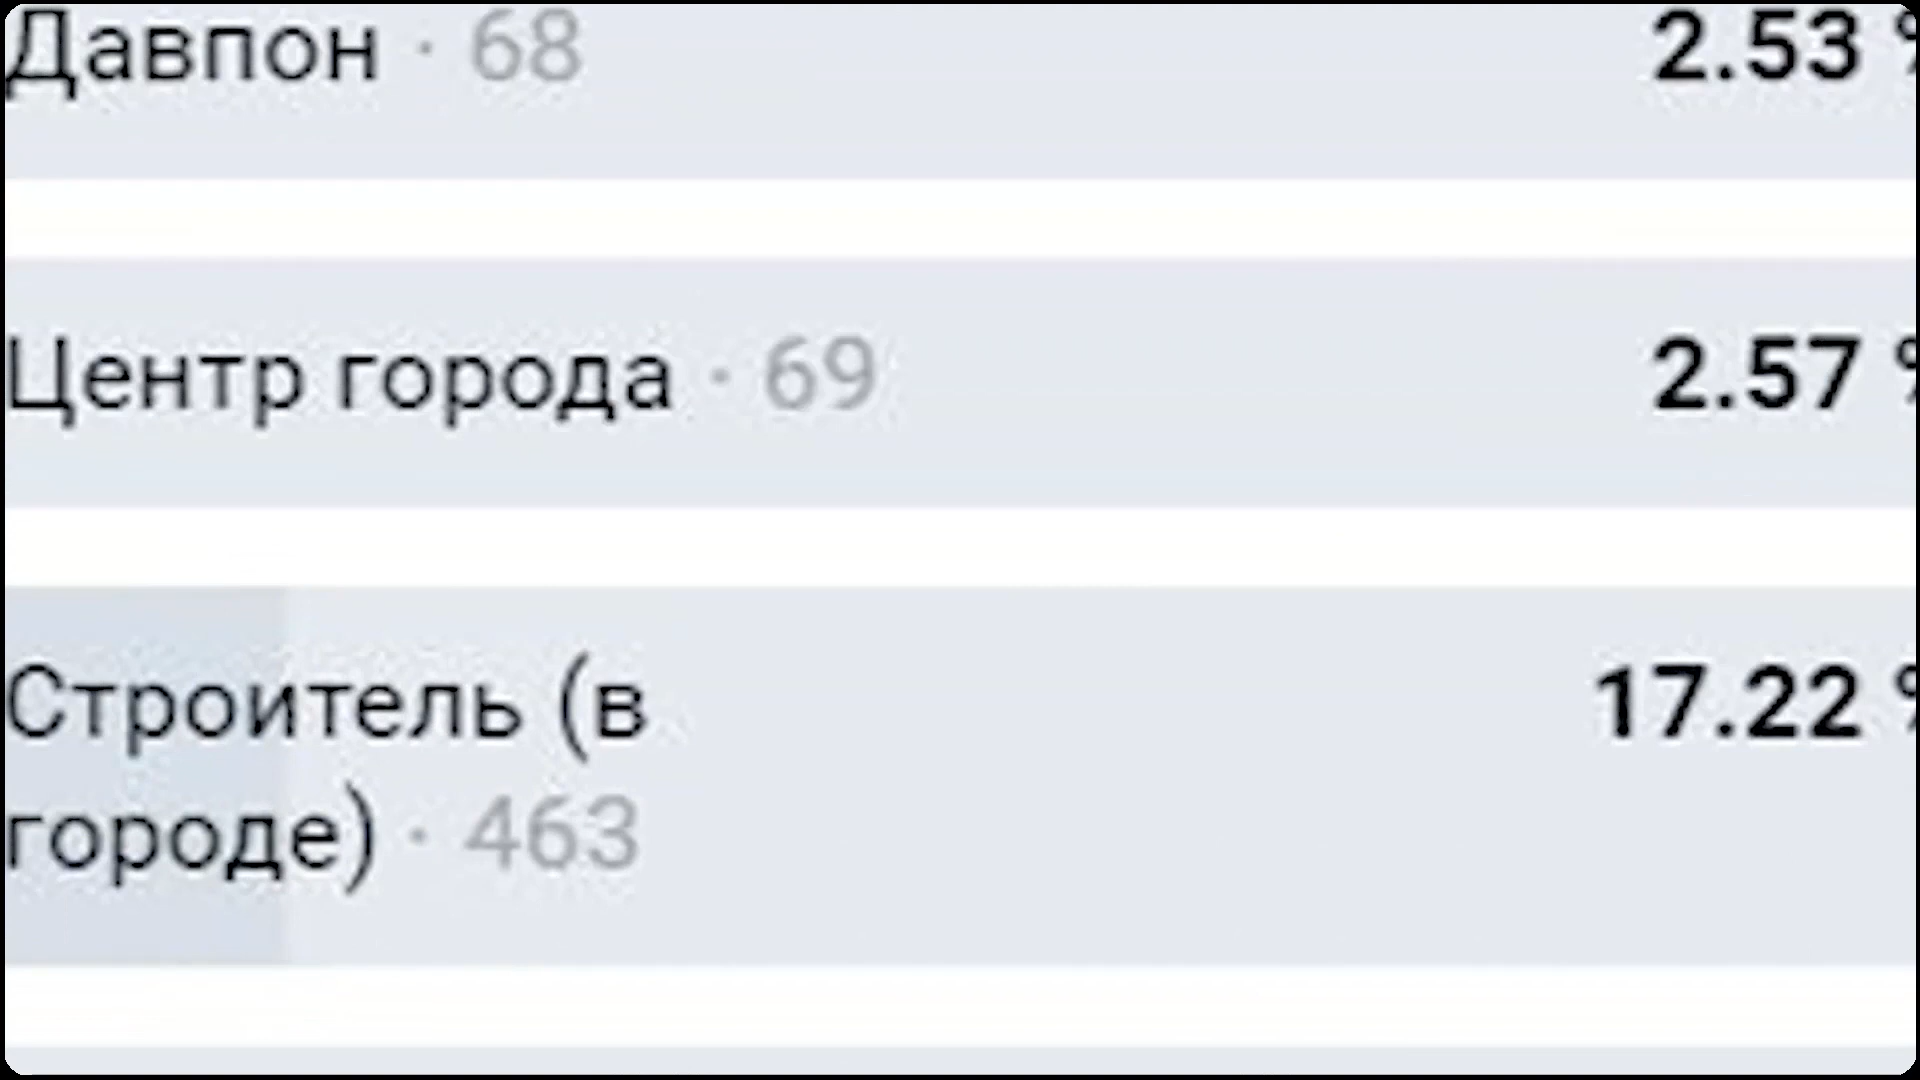 Давпон · 68 2.53 %
Центр города · 69 2.57 %
Строитель (в 17.22 %
городе) · 463